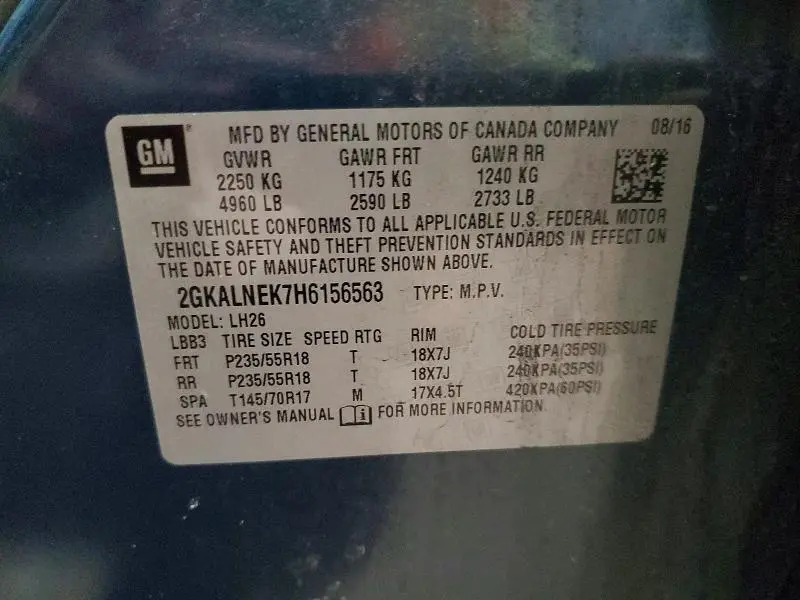 GM ® MFD BY GENERAL MOTORS OF CANADA COMPANY 08/16
GVWR GAWR FRT GAWR RR
2250 KG 1175 KG 1240 KG
4960 LB 2590 LB 2733 LB
THIS VEHICLE CONFORMS TO ALL APPLICABLE U.S. FEDERAL MOTOR
VEHICLE SAFETY AND THEFT PREVENTION STANDARDS IN EFFECT ON
THE DATE OF MANUFACTURE SHOWN ABOVE.
2GKALNEK7H6156563 TYPE: M.P.V.
MODEL: LH26
LBB3 TIRE SIZE SPEED RTG RIM COLD TIRE PRESSURE
FRT P235/55R18 T 18X7J 240KPA(35PSI)
RR P235/55R18 T 18X7J 240KPA(35PSI)
SPA T145/70R17 M 17X4.5T 420KPA(60PSI)
SEE OWNER'S MANUAL i FOR MORE INFORMATION.